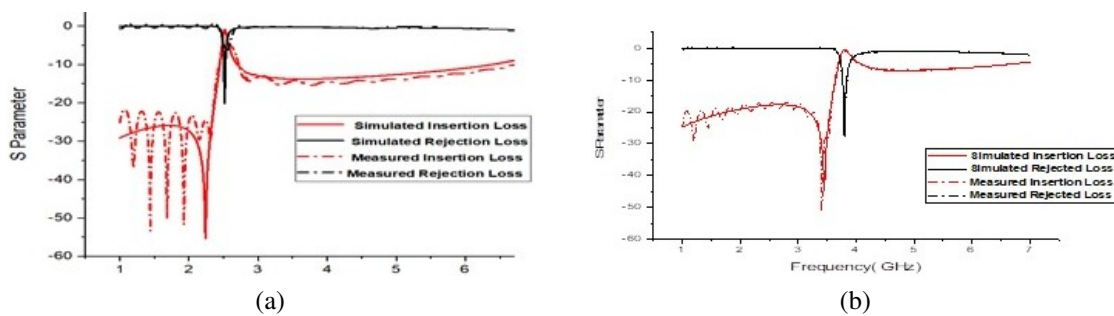 0
-10
-20
-30
-40
-50
-60
S Parameter
Simulated Insertion Loss
Simulated Rejection Loss
Measured Insertion Loss
Measured Rejection Loss
1 2 3 4 5 6
(a)
0
-10
-20
-30
-40
-50
-60
Simulated Insertion Loss
Simulated Rejected Loss
Measured Insertion Loss
Measured Rejected Loss
1 2 3 4 5 6 7
Frequency( GHz)
(b)